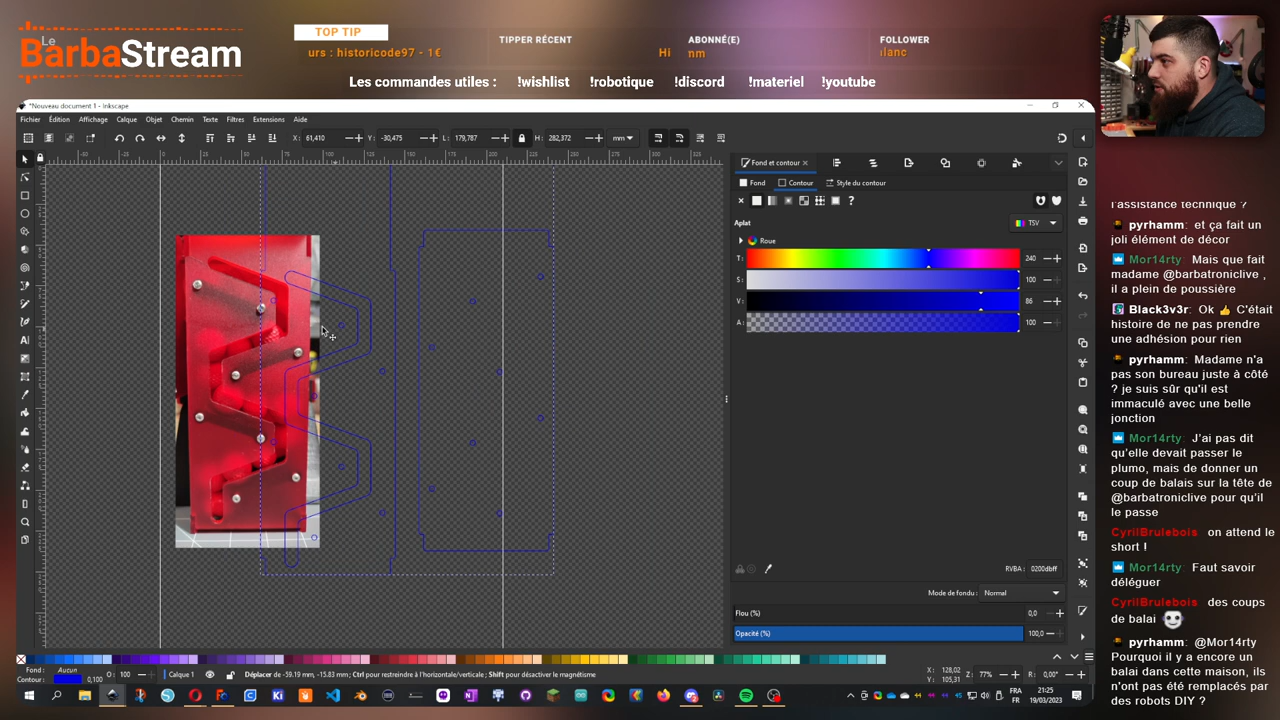 Le
BarbaStream
TOP TIP
urs : historicode97 - 1€
TIPPER RÉCENT
ABONNÉ(E)
Hi nm
FOLLOWER
ılanc
Les commandes utiles : !wishlist !robotique !discord !materiel !youtube
*Nouveau document 1 - Inkscape
Fichier Édition Affichage Calque Objet Chemin Texte Filtres Extensions Aide
X: 61,410 Y: -30,475 L: 179,787 H: 282,372 mm
Fond et contour
Fond Contour Style du contour
Aplat TSV
Roue
T: 240
S: 100
V: 86
A: 100
RVBA : 0200dbff
Mode de fondu : Normal
Flou (%) 0,0
Opacité (%) 100,0
Fond : Aucun
Contour : 0,100
O: 100
Calque 1
Déplacer de -59.19 mm, -15.83 mm; Ctrl pour restreindre à l'horizontale/verticale; Shift pour désactiver le magnétisme
X : 128,02
Y : 105,31
Z: 77%
R: 0,00°
FRA
FR
21:25
19/03/2023
l'assistance technique ?
pyrhamm: et ça fait un
joli élément de décor
Mor14rty: Mais que fait
madame @barbatroniclive ,
il a plein de poussière
Black3v3r: Ok 👍 C'était
histoire de ne pas prendre
une adhésion pour rien
pyrhamm: Madame n'a
pas son bureau juste à côté
? je suis sûr qu'il est
immaculé avec une belle
jonction
Mor14rty: J'ai pas dit
qu'elle devait passer le
plumo, mais de donner un
coup de balais sur la tête de
@barbatroniclive pour qu'il
le passe
CyrilBrulebois: on attend le
short !
Mor14rty: Faut savoir
déléguer
CyrilBrulebois: des coups
de balai
pyrhamm: @Mor14rty
Pourquoi il y a encore un
balai dans cette maison, ils
n'ont pas été remplacés par
des robots DIY ?